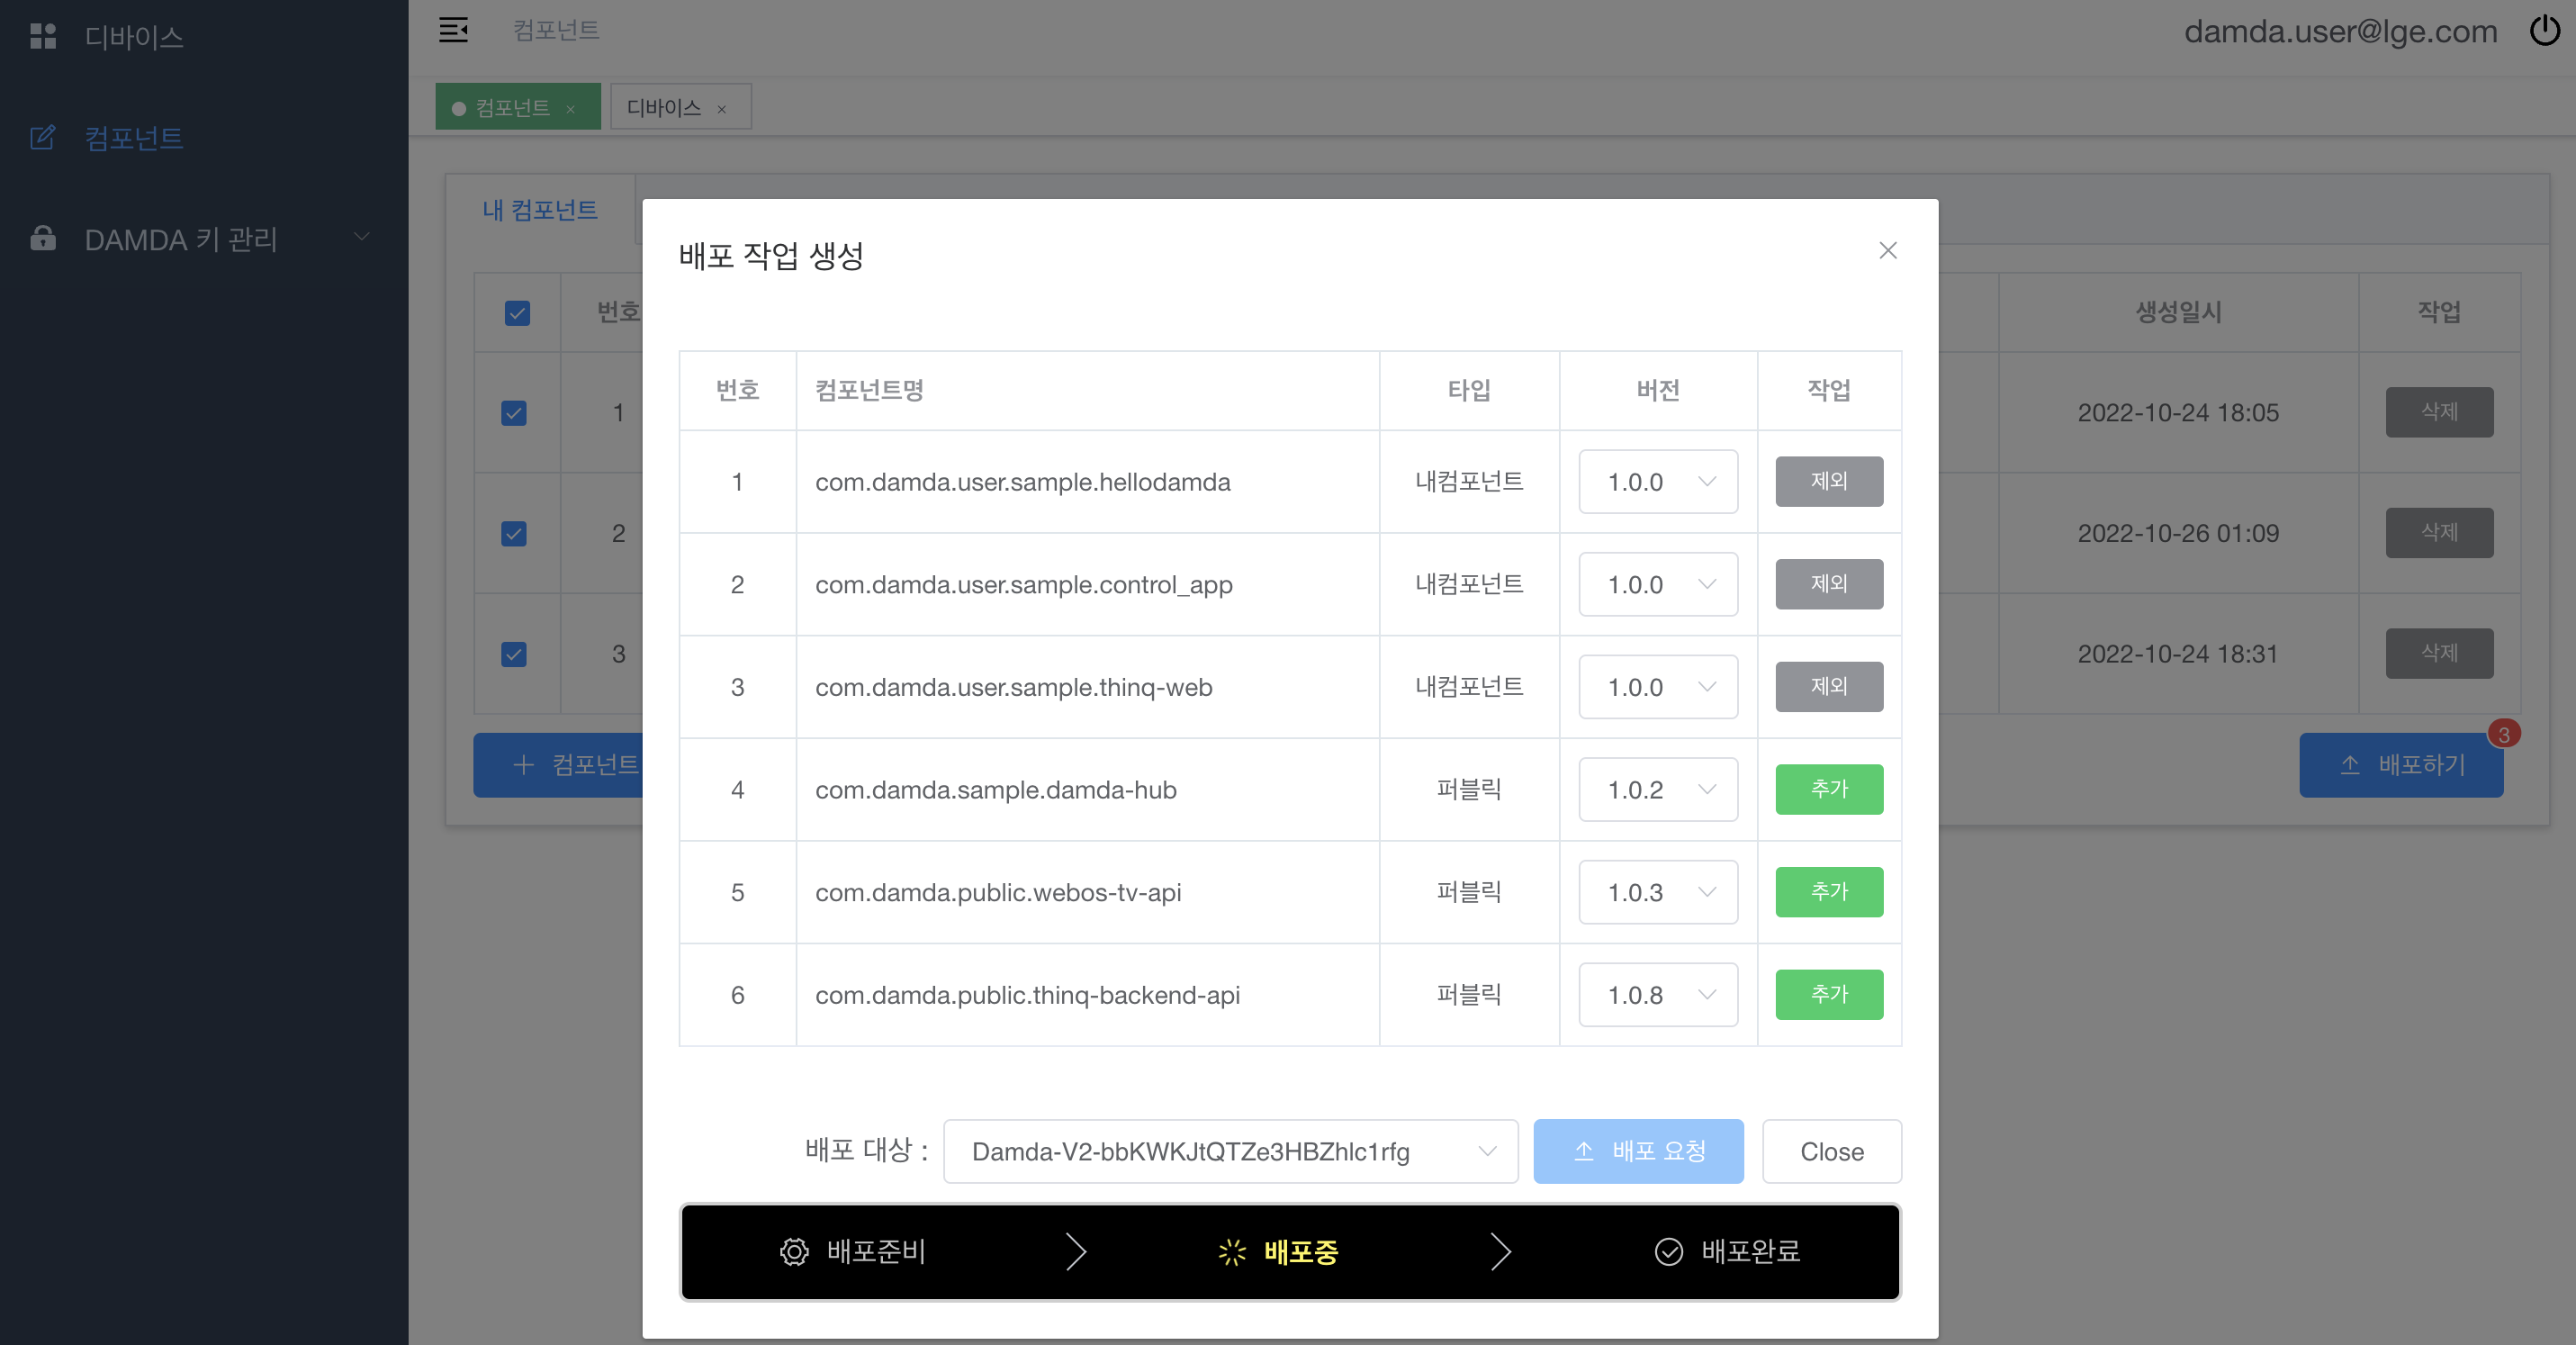 디바이스
컴포넌트
DAMDA 키 관리
컴포넌트
damda.user@lge.com
컴포넌트 ×
디바이스 ×
내 컴포넌트
번호
생성일시
작업
1
2022-10-24 18:05
삭제
2
2022-10-26 01:09
삭제
3
2022-10-24 18:31
삭제
+ 컴포넌트
배포하기
3
배포 작업 생성
번호 컴포넌트명 타입 버전 작업
1 com.damda.user.sample.hellodamda 내컴포넌트 1.0.0 제외
2 com.damda.user.sample.control_app 내컴포넌트 1.0.0 제외
3 com.damda.user.sample.thinq-web 내컴포넌트 1.0.0 제외
4 com.damda.sample.damda-hub 퍼블릭 1.0.2 추가
5 com.damda.public.webos-tv-api 퍼블릭 1.0.3 추가
6 com.damda.public.thinq-backend-api 퍼블릭 1.0.8 추가
배포 대상 : Damda-V2-bbKWKJtQTZe3HBZhlc1rfg 배포 요청 Close
배포준비 배포중 배포완료